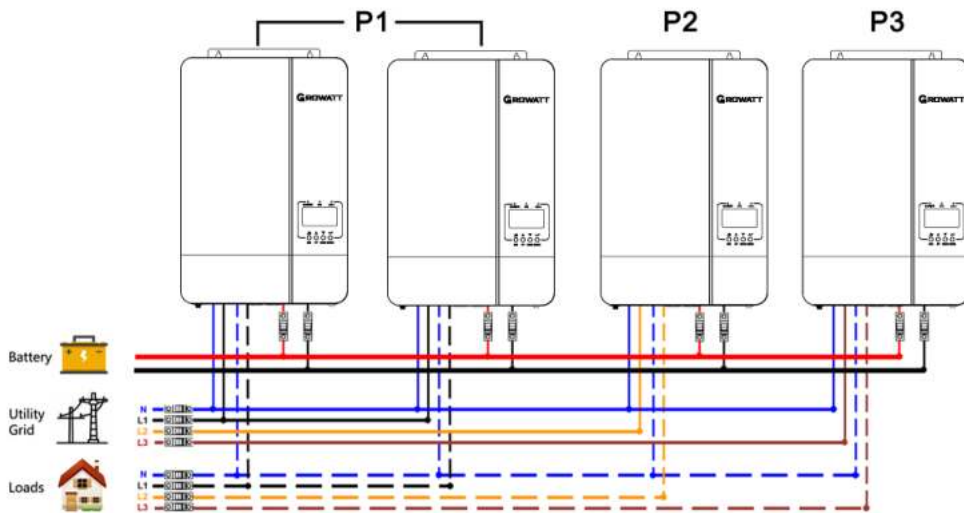 P1 P2 P3
GROWATT GROWATT GROWATT GROWATT
Battery
Utility
Grid
N
L1
L2
L3
Loads
N
L1
L2
L3